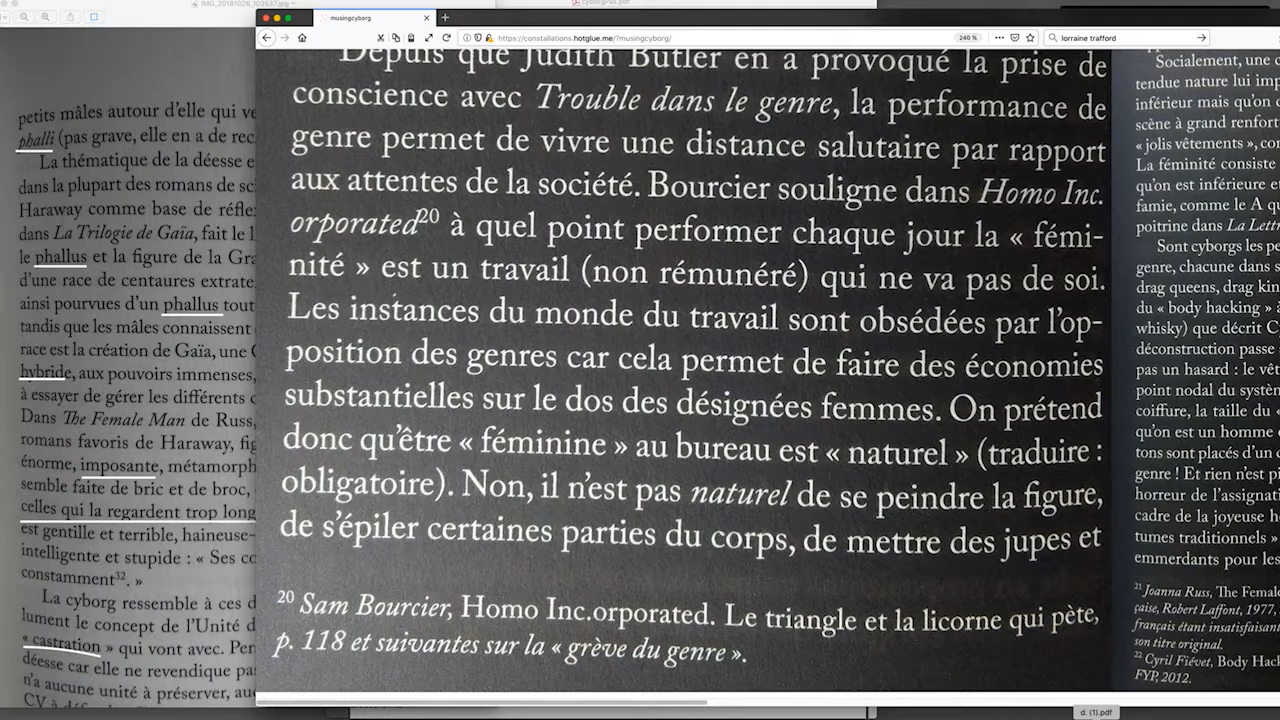 IMG_20181026_103537.jpg
musingcyborg
https://constallations.hotglue.me/?musingcyborg/
240 %
lorraine trafford
petits mâles autour d'elle qui ve
phalli (pas grave, elle en a de rec
La thématique de la déesse e
dans la plupart des romans de sc
Haraway comme base de réfle
dans La Trilogie de Gaïa, fait le l
le phallus et la figure de la Gra
d'une race de centaures extrate
ainsi pourvues d'un phallus tout
tandis que les mâles connaissent
race est la création de Gaïa, une
hybride, aux pouvoirs immenses,
à essayer de gérer les différents c
Dans The Female Man de Russ,
romans favoris de Haraway, fig
énorme, imposante, métamorph
semble faite de bric et de broc,
celles qui la regardent trop long
est gentille et terrible, haineuse-
intelligente et stupide : « Ses co
constamment³². »
La cyborg ressemble à ces d
lument le concept de l'Unité d
« castration » qui vont avec. Per
déesse car elle ne revendique pa
n'a aucune unité à préserver, au
CV à
Depuis que Judith Butler en a provoqué la prise de
conscience avec Trouble dans le genre, la performance de
genre permet de vivre une distance salutaire par rapport
aux attentes de la société. Bourcier souligne dans Homo Inc.
orporated²⁰ à quel point performer chaque jour la « fémi-
nité » est un travail (non rémunéré) qui ne va pas de soi.
Les instances du monde du travail sont obsédées par l'op-
position des genres car cela permet de faire des économies
substantielles sur le dos des désignées femmes. On prétend
donc qu'être « féminine » au bureau est « naturel » (traduire :
obligatoire). Non, il n'est pas naturel de se peindre la figure,
de s'épiler certaines parties du corps, de mettre des jupes et
²⁰ Sam Bourcier, Homo Inc.orporated. Le triangle et la licorne qui pète,
p. 118 et suivantes sur la « grève du genre ».
Socialement, une c
tendue nature lui imp
inférieur mais qu'on c
scène à grand renfort
« jolis vêtements », con
La féminité consiste
qu'on est inférieure et
famie, comme le A qu
poitrine dans La Lettr
Sont cyborgs les pe
genre, chacune dans s
drag queens, drag kin
du « body hacking »
whisky) que décrit C
déconstruction passe
pas un hasard : le vêt
point nodal du systèm
coiffure, la taille du
qu'on est un homme
tons sont placés d'un c
genre ! Et rien n'est p
horreur de l'assignat
cadre de la joyeuse h
tumes traditionnels »
emmerdants pour les
²¹ Joanna Russ, The Fema
çaise, Robert Laffont, 1977,
français étant insatisfaisant
son titre original.
²² Cyril Fiévet, Body Hack
FYP, 2012.
d. (1).pdf